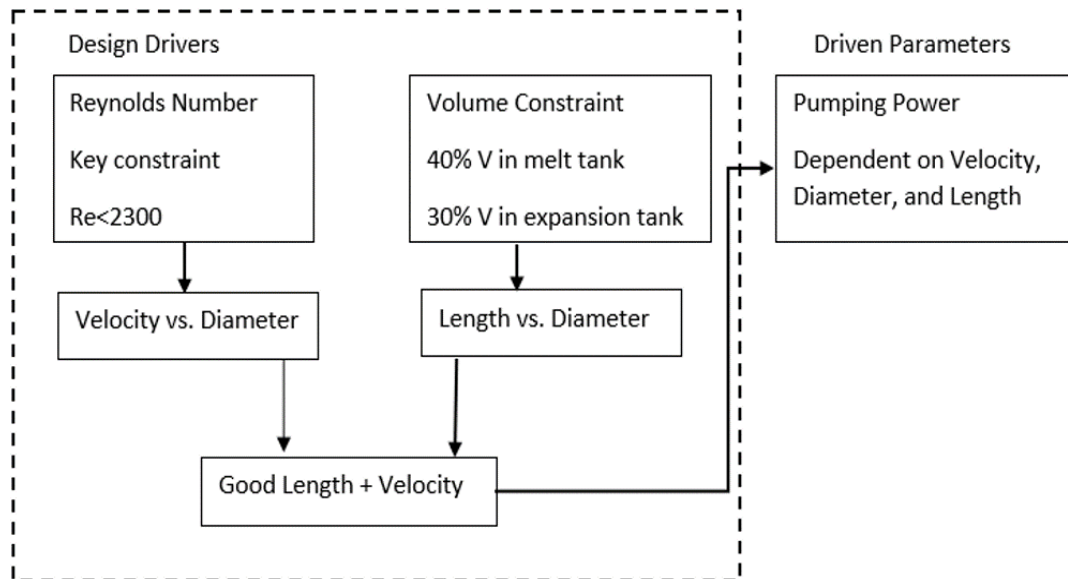 Design Drivers
Driven Parameters
Reynolds Number
Key constraint
Re<2300
Volume Constraint
40% V in melt tank
30% V in expansion tank
Pumping Power
Dependent on Velocity,
Diameter, and Length
Velocity vs. Diameter
Length vs. Diameter
Good Length + Velocity